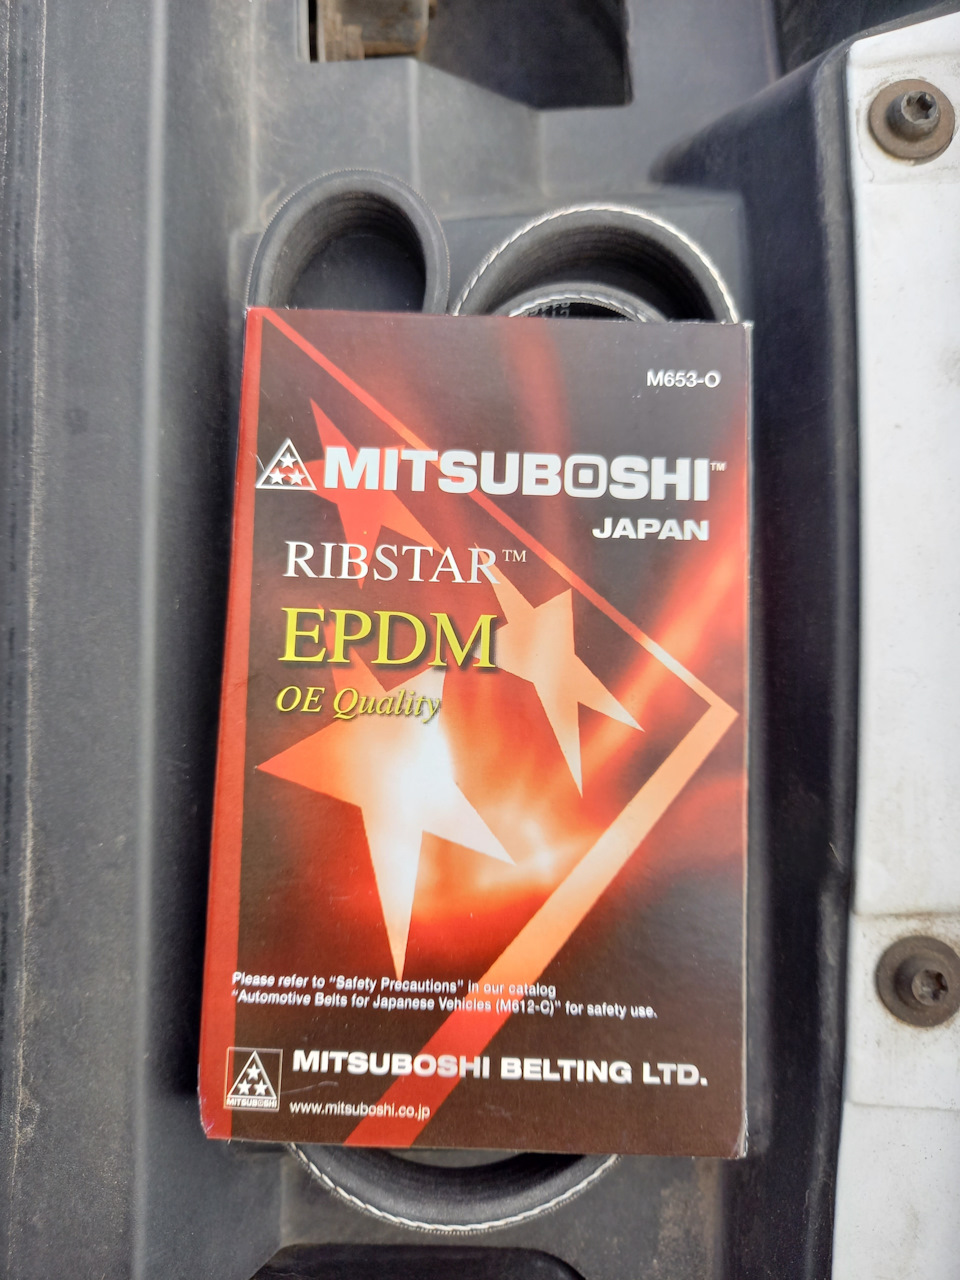 M653-O
MITSUBOSHI™
JAPAN
RIBSTAR™
EPDM
OE Quality
Please refer to "Safety Precautions" in our catalog
"Automotive Belts for Japanese Vehicles (M612-C)" for safety use.
MITSUBOSHI BELTING LTD.
MITSUBOSHI
www.mitsuboshi.co.jp